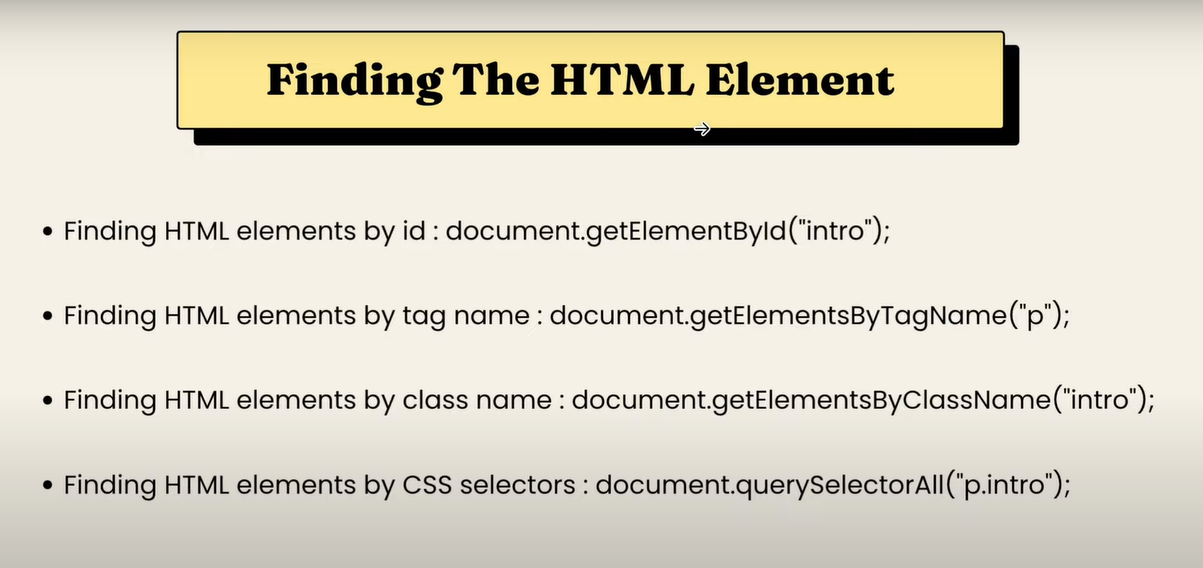 Finding The HTML Element
• Finding HTML elements by id : document.getElementById("intro");
• Finding HTML elements by tag name : document.getElementsByTagName("p");
• Finding HTML elements by class name : document.getElementsByClassName("intro");
• Finding HTML elements by CSS selectors : document.querySelectorAll("p.intro");